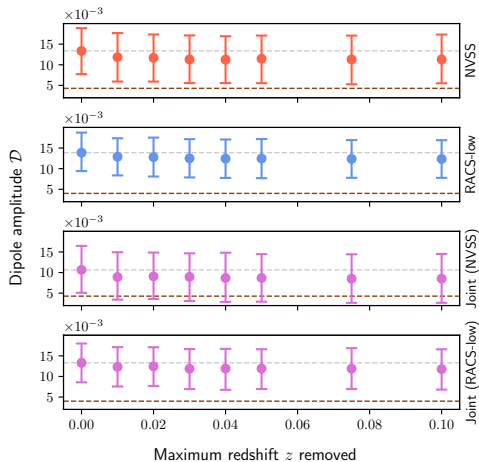 ×10⁻³
15
10
5
NVSS
×10⁻³
15
10
5
RACS-low
×10⁻³
15
10
5
Joint (NVSS)
×10⁻³
15
10
5
Joint (RACS-low)
Dipole amplitude 𝒟
0.00 0.02 0.04 0.06 0.08 0.10
Maximum redshift z removed